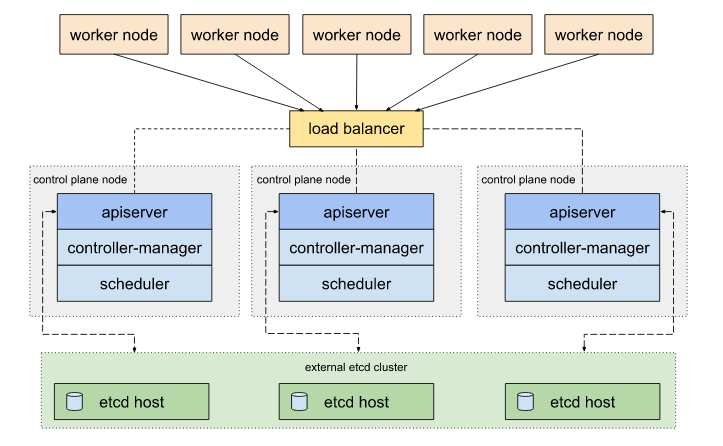 worker node
worker node
worker node
worker node
worker node
load balancer
control plane node
apiserver
controller-manager
scheduler
control plane node
apiserver
controller-manager
scheduler
control plane node
apiserver
controller-manager
scheduler
external etcd cluster
etcd host
etcd host
etcd host